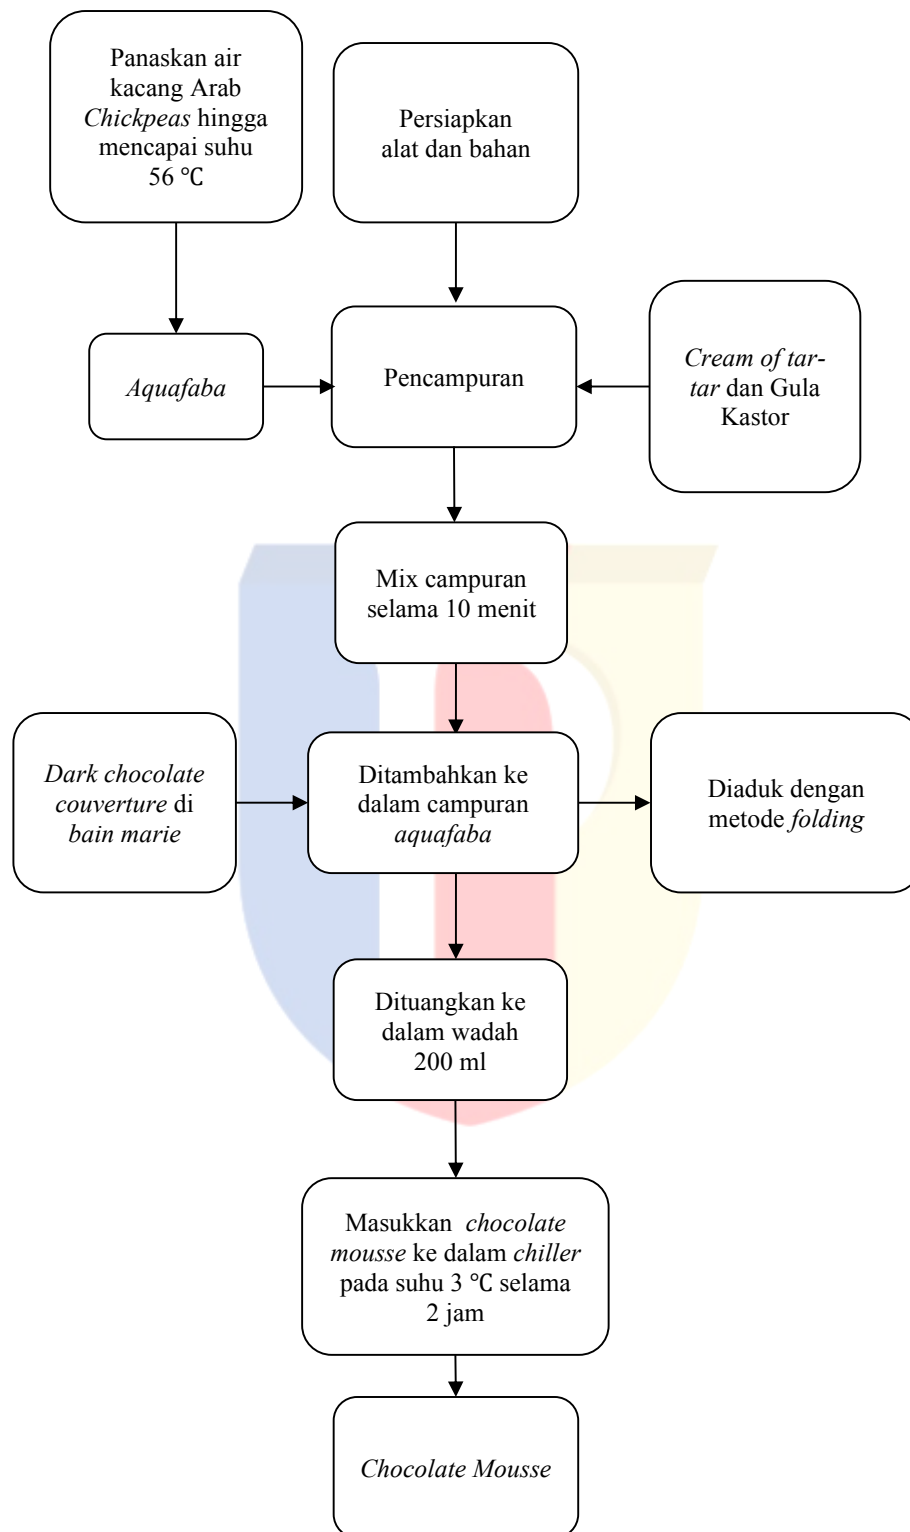 Panaskan air
kacang Arab
Chickpeas hingga
mencapai suhu
56 ℃
Persiapkan
alat dan bahan
Aquafaba
Pencampuran
Cream of tar-
tar dan Gula
Kastor
Mix campuran
selama 10 menit
Dark chocolate
couverture di
bain marie
Ditambahkan ke
dalam campuran
aquafaba
Diaduk dengan
metode folding
Dituangkan ke
dalam wadah
200 ml
Masukkan chocolate
mousse ke dalam chiller
pada suhu 3 ℃ selama
2 jam
Chocolate Mousse